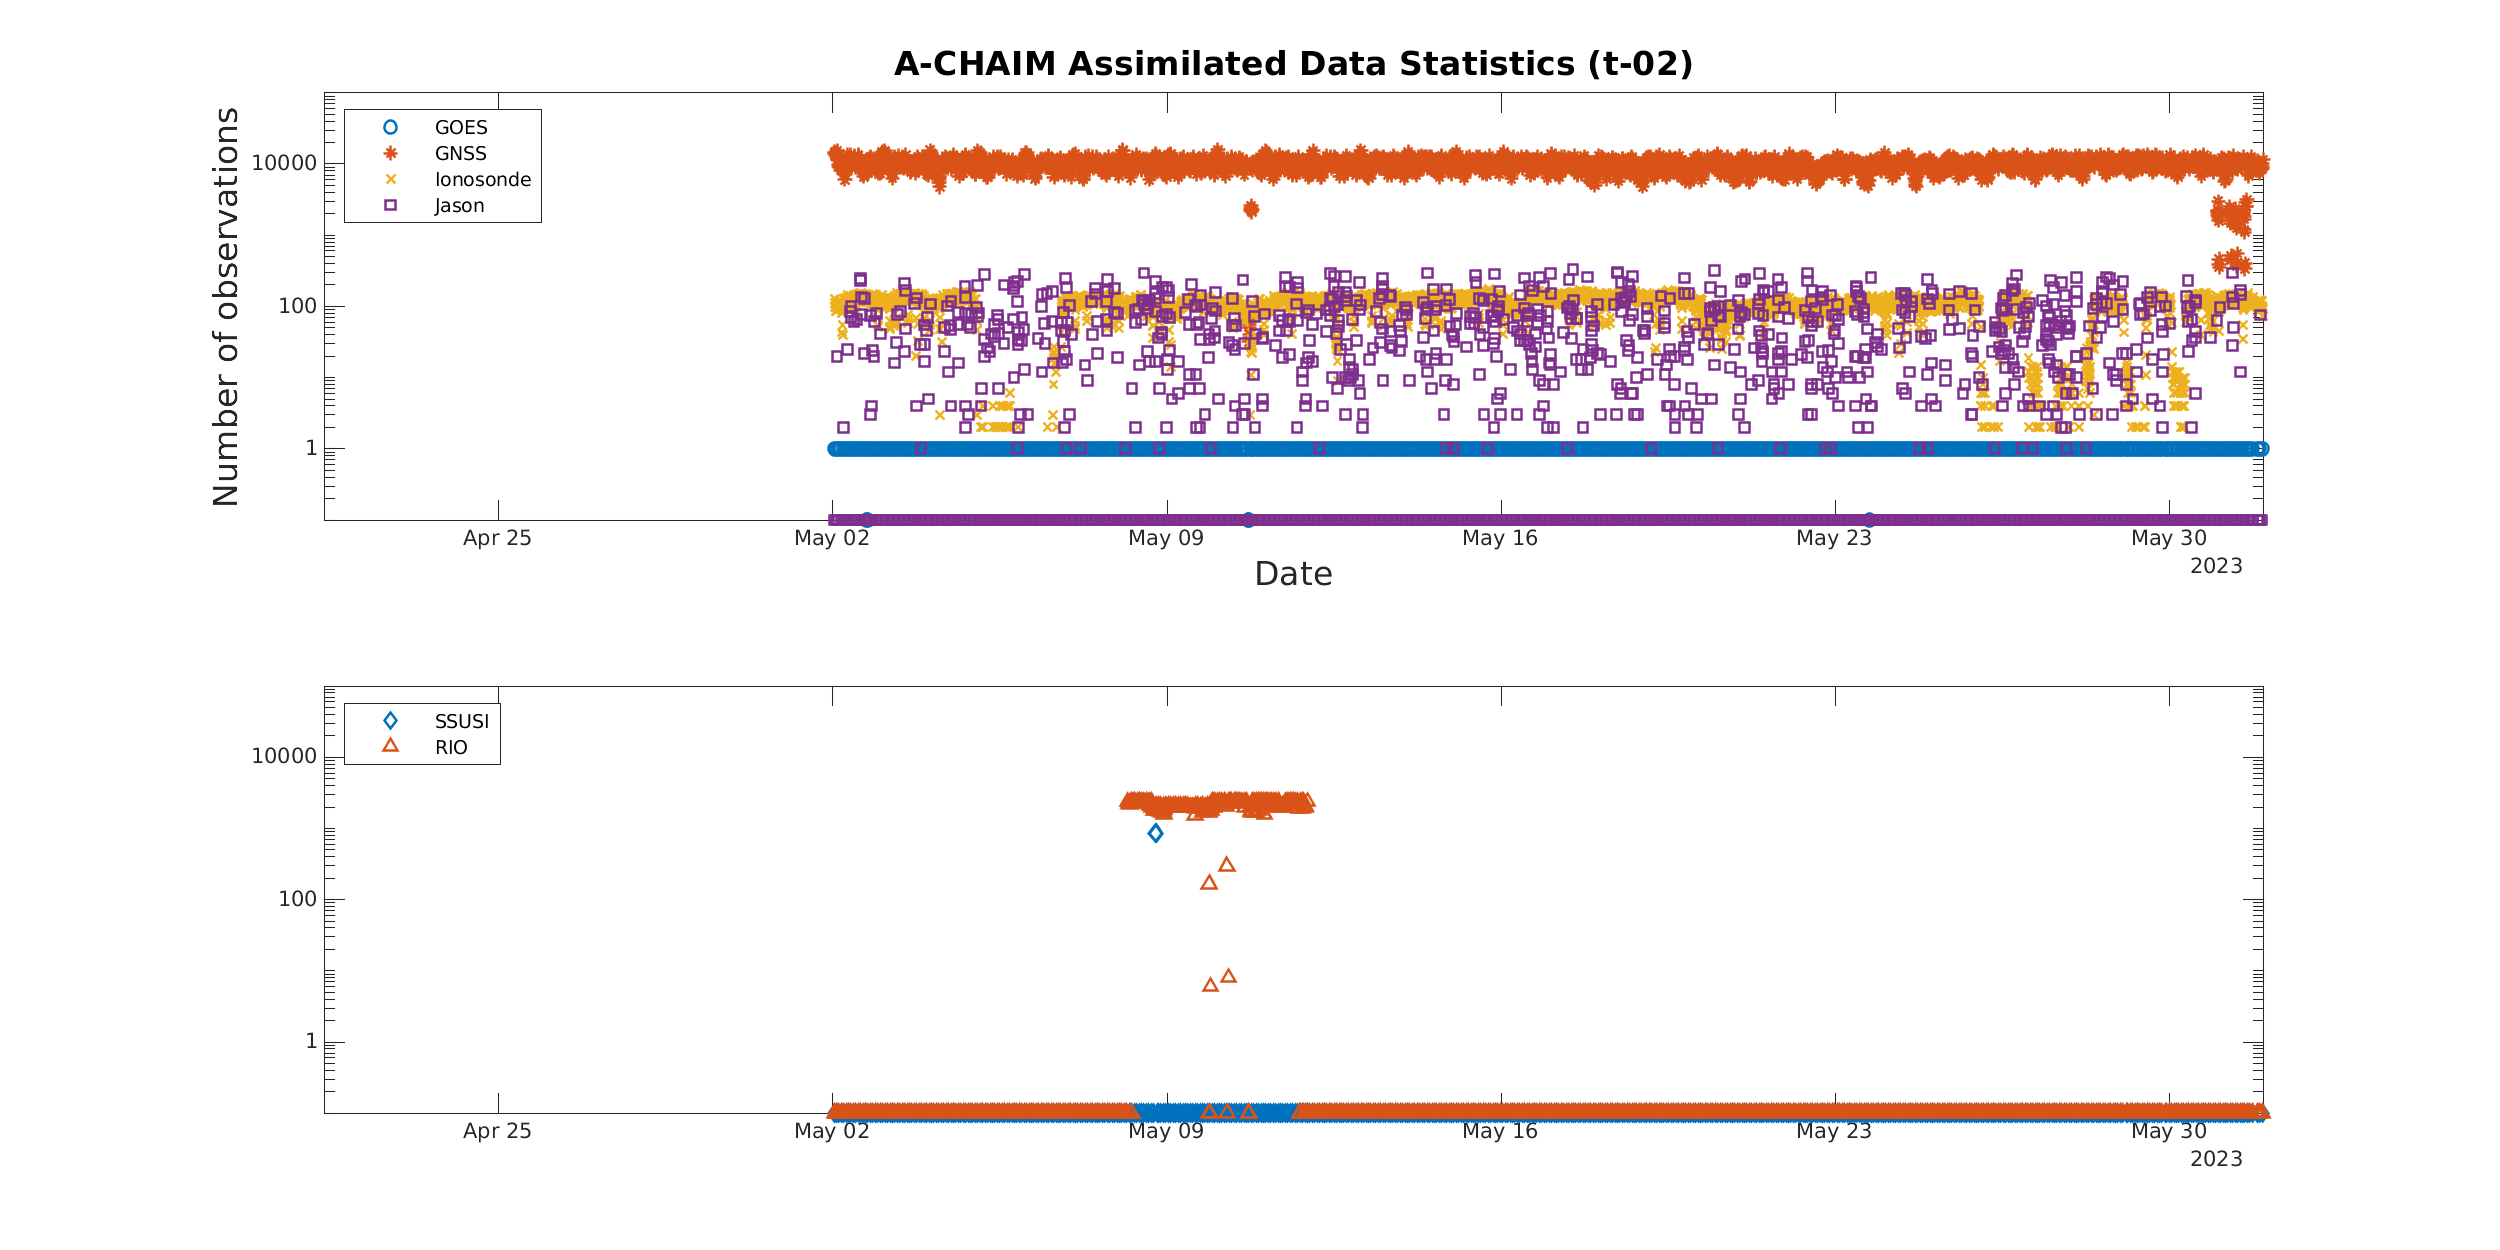 A-CHAIM Assimilated Data Statistics (t-02)
Number of observations
10000
100
1
GOES
GNSS
Ionosonde
Jason
Apr 25
May 02
May 09
May 16
May 23
May 30
2023
Date
10000
100
1
SSUSI
RIO
Apr 25
May 02
May 09
May 16
May 23
May 30
2023